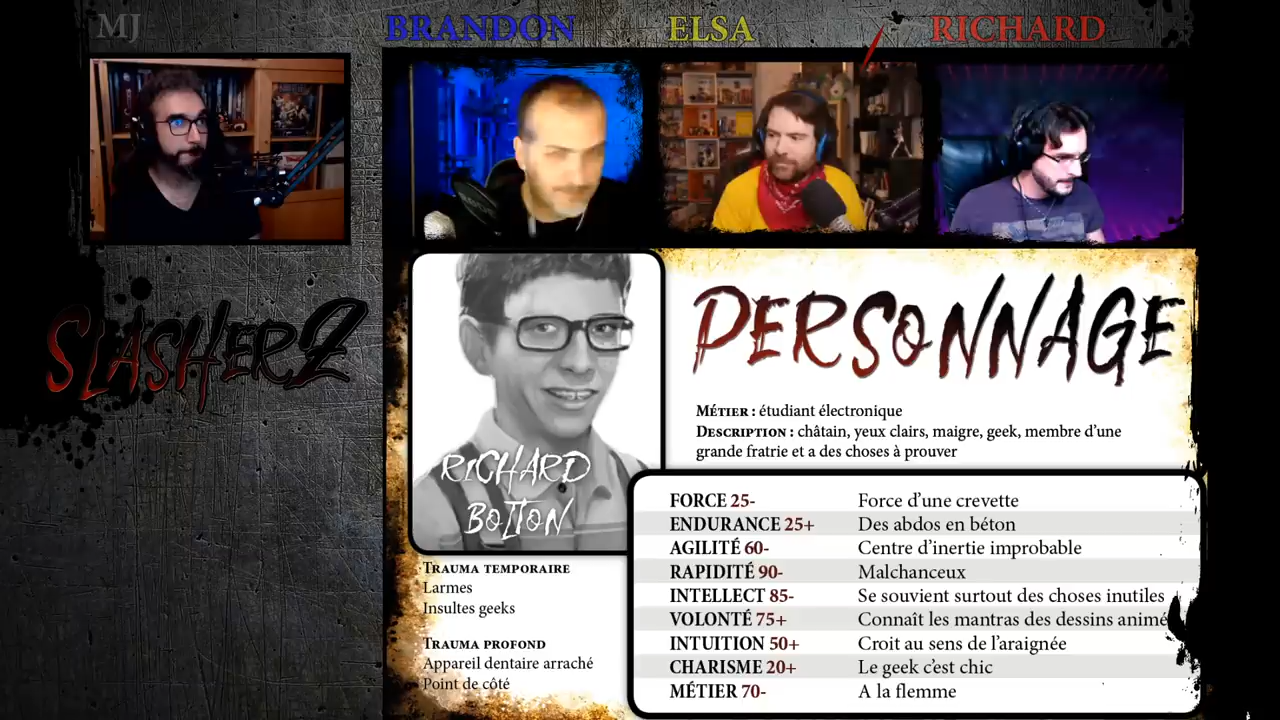 MJ
BRANDON
ELSA
RICHARD
SLASHERZ
PERSONNAGE
MÉTIER : étudiant électronique
DESCRIPTION : châtain, yeux clairs, maigre, geek, membre d’une
grande fratrie et a des choses à prouver
RICHARD
BOLTON
FORCE 25- Force d’une crevette
ENDURANCE 25+ Des abdos en béton
AGILITÉ 60- Centre d’inertie improbable
RAPIDITÉ 90- Malchanceux
INTELLECT 85- Se souvient surtout des choses inutiles
VOLONTÉ 75+ Connaît les mantras des dessins animé
INTUITION 50+ Croit au sens de l’araignée
CHARISME 20+ Le geek c’est chic
MÉTIER 70- A la flemme
TRAUMA TEMPORAIRE
Larmes
Insultes geeks
TRAUMA PROFOND
Appareil dentaire arraché
Point de côté